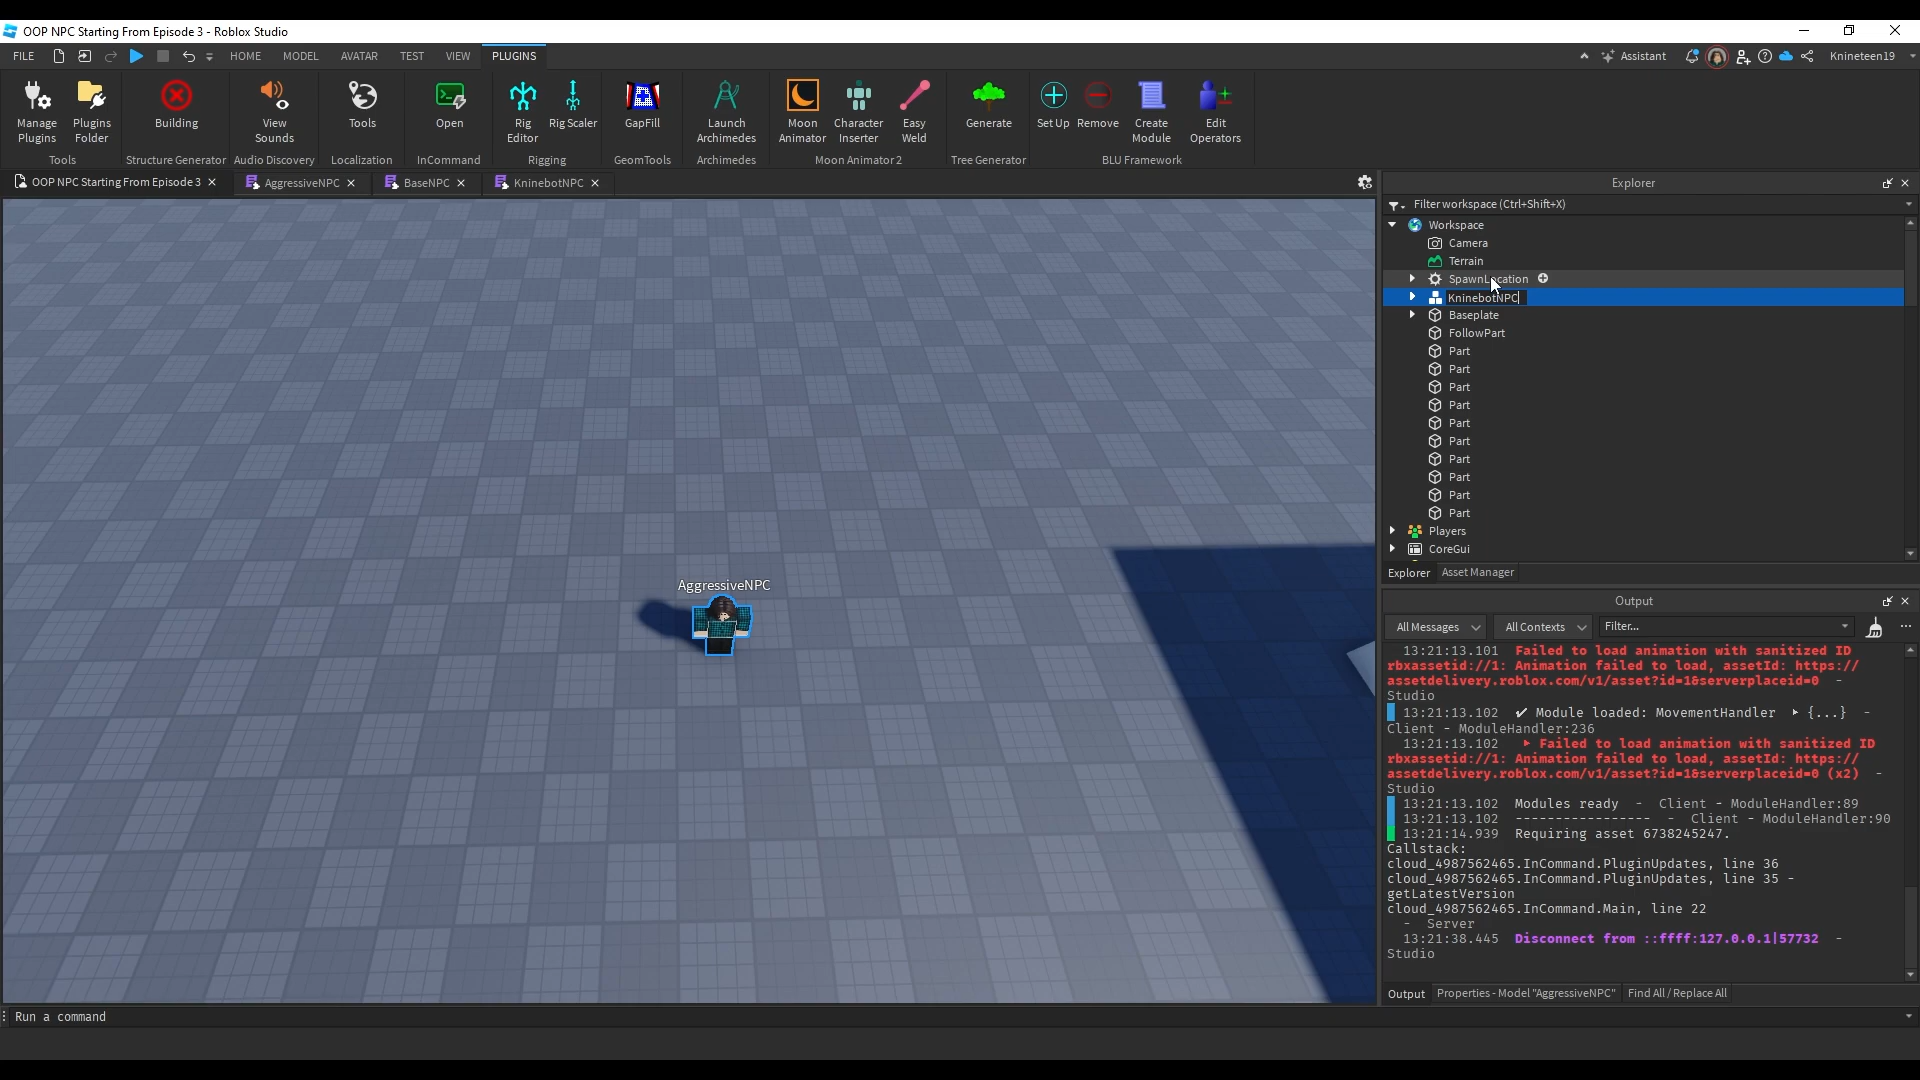 OOP NPC Starting From Episode 3 - Roblox Studio
FILE HOME MODEL AVATAR TEST VIEW PLUGINS Assistant Knineteen19
Manage Plugins
Plugins Folder
Building
View Sounds
Tools
Open
Rig Editor
Rig Scaler
GapFill
Launch Archimedes
Moon Animator
Character Inserter
Easy Weld
Generate
Set Up
Remove
Create Module
Edit Operators
Tools Structure Generator Audio Discovery Localization InCommand Rigging GeomTools Archimedes Moon Animator 2 Tree Generator BLU Framework
OOP NPC Starting From Episode 3 AggressiveNPC BaseNPC KninebotNPC
AggressiveNPC
Explorer
Filter workspace (Ctrl+Shift+X)
Workspace
Camera
Terrain
SpawnLocation
KninebotNPC
Baseplate
FollowPart
Part
Part
Part
Part
Part
Part
Part
Part
Part
Part
Players
CoreGui
Explorer Asset Manager
Output
All Messages All Contexts Filter...
13:21:13.101 Failed to load animation with sanitized ID
rbxassetid://1: Animation failed to load, assetId: https://
assetdelivery.roblox.com/v1/asset?id=1&serverplaceid=0 -
Studio
13:21:13.102 ✔ Module loaded: MovementHandler ▸ {...} -
Client - ModuleHandler:236
13:21:13.102 ▸ Failed to load animation with sanitized ID
rbxassetid://1: Animation failed to load, assetId: https://
assetdelivery.roblox.com/v1/asset?id=1&serverplaceid=0 (x2) -
Studio
13:21:13.102 Modules ready - Client - ModuleHandler:89
13:21:13.102 ----------------- - Client - ModuleHandler:90
13:21:14.939 Requiring asset 6738245247.
Callstack:
cloud_4987562465.InCommand.PluginUpdates, line 36
cloud_4987562465.InCommand.PluginUpdates, line 35 -
getLatestVersion
cloud_4987562465.InCommand.Main, line 22
- Server
13:21:38.445 Disconnect from ::ffff:127.0.0.1|57732 -
Studio
Output Properties - Model "AggressiveNPC" Find All / Replace All
Run a command